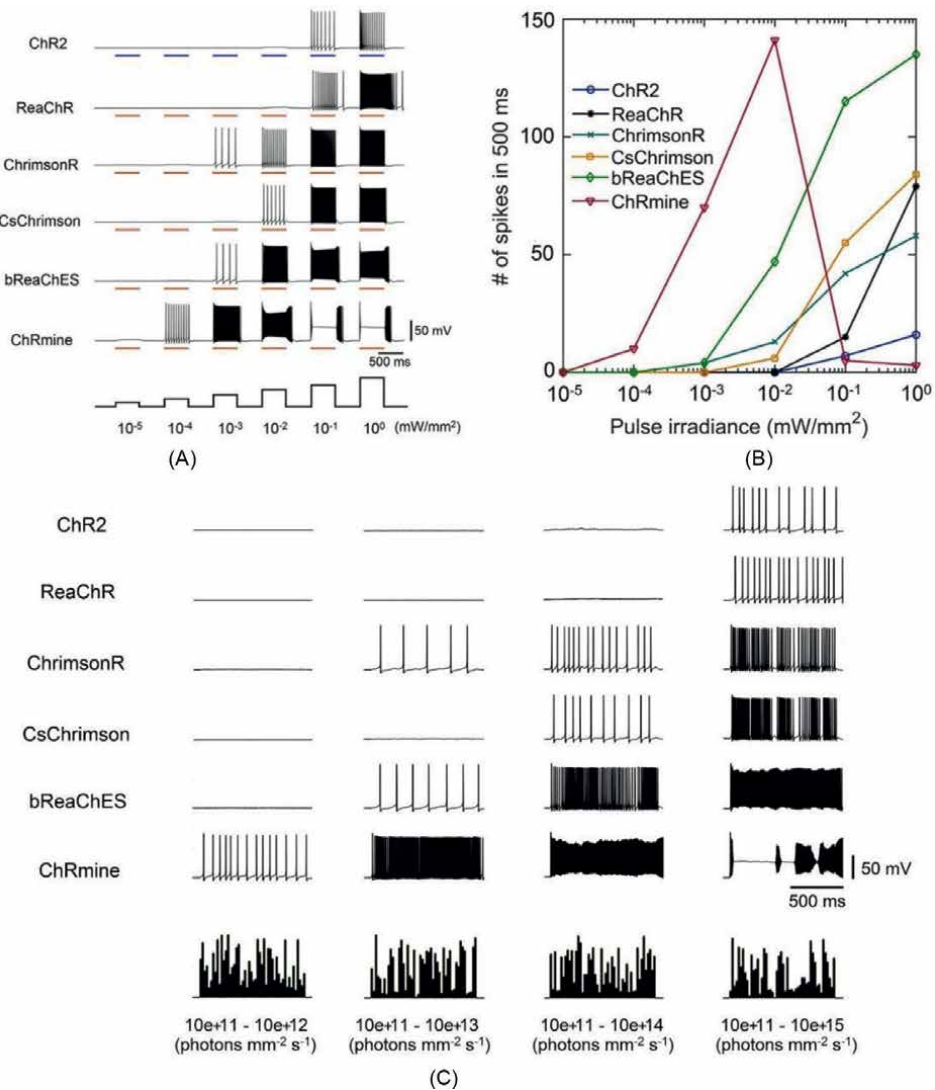 ChR2
ReaChR
ChrimsonR
CsChrimson
bReaChES
ChRmine
50 mV
500 ms
10⁻⁵ 10⁻⁴ 10⁻³ 10⁻² 10⁻¹ 10⁰ (mW/mm²)
(A)
150
100
50
0
# of spikes in 500 ms
ChR2
ReaChR
ChrimsonR
CsChrimson
bReaChES
ChRmine
10⁻⁵ 10⁻⁴ 10⁻³ 10⁻² 10⁻¹ 10⁰
Pulse irradiance (mW/mm²)
(B)
ChR2
ReaChR
ChrimsonR
CsChrimson
bReaChES
ChRmine
50 mV
500 ms
10e+11 - 10e+12
(photons mm⁻² s⁻¹)
10e+11 - 10e+13
(photons mm⁻² s⁻¹)
10e+11 - 10e+14
(photons mm⁻² s⁻¹)
10e+11 - 10e+15
(photons mm⁻² s⁻¹)
(C)